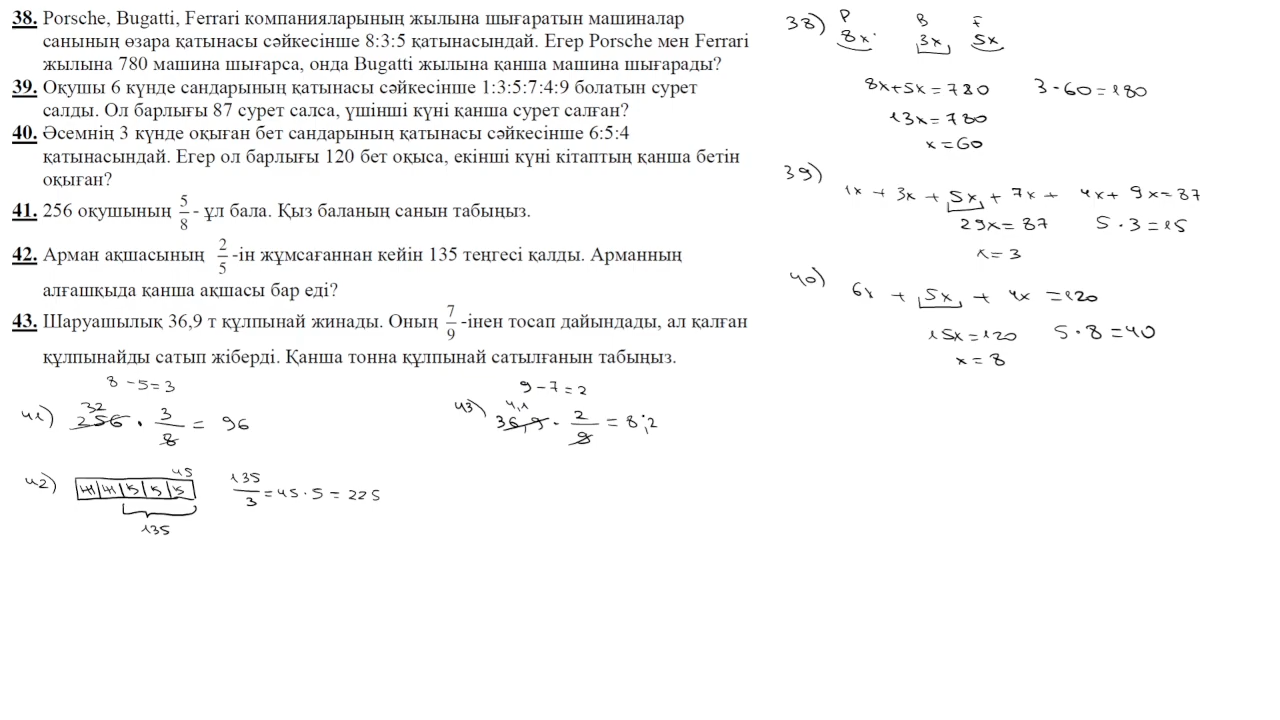 38. Porsche, Bugatti, Ferrari компанияларының жылына шығаратын машиналар
санының өзара қатынасы сәйкесінше 8:3:5 қатынасындай. Егер Porsche мен Ferrari
жылына 780 машина шығарса, онда Bugatti жылына қанша машина шығарады?
39. Оқушы 6 күнде сандарының қатынасы сәйкесінше 1:3:5:7:4:9 болатын сурет
салды. Ол барлығы 87 сурет салса, үшінші күні қанша сурет салған?
40. Әсемнің 3 күнде оқыған бет сандарының қатынасы сәйкесінше 6:5:4
қатынасындай. Егер ол барлығы 120 бет оқыса, екінші күні кітаптың қанша бетін
оқыған?
41. 256 оқушының 5/8 - ұл бала. Қыз баланың санын табыңыз.
42. Арман ақшасының 2/5 -ін жұмсағаннан кейін 135 теңгесі қалды. Арманның
алғашқыда қанша ақшасы бар еді?
43. Шаруашылық 36,9 т құлпынай жинады. Оның 7/9 -інен тосап дайындады, ал қалған
құлпынайды сатып жіберді. Қанша тонна құлпынай сатылғанын табыңыз.
8 - 5 = 3
32
41) 256 · 3/8 = 96
45
42) 135/3 = 45 · 5 = 225
135
9 - 7 = 2
4,1
43) 36,9 · 2/9 = 8,2
P B F
38) 8x 3x 5x
8x + 5x = 780 3 · 60 = 180
13x = 780
x = 60
39) 1x + 3x + 5x + 7x + 4x + 9x = 87
29x = 87 5 · 3 = 15
x = 3
40) 6x + 5x + 4x = 120
15x = 120 5 · 8 = 40
x = 8